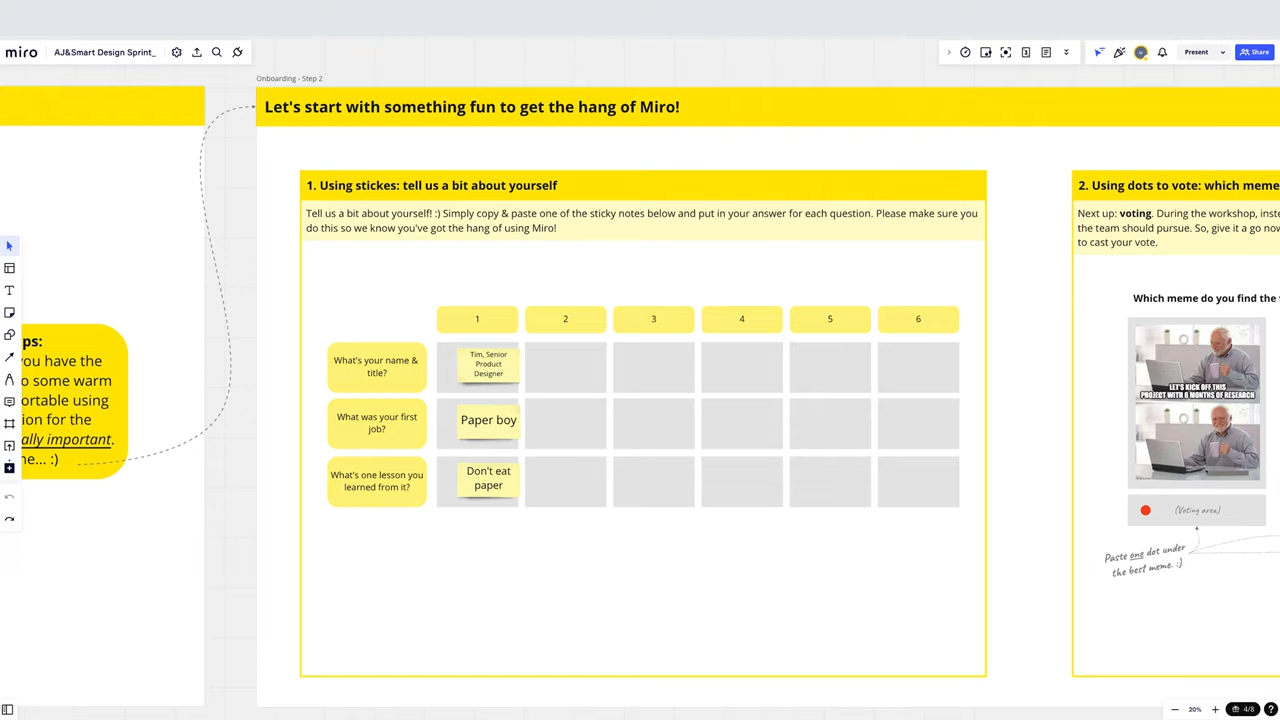 miro
AJ&Smart Design Sprint_
3
Present
Share
Onboarding - Step 2
Let's start with something fun to get the hang of Miro!
1. Using stickes: tell us a bit about yourself
Tell us a bit about yourself! :) Simply copy & paste one of the sticky notes below and put in your answer for each question. Please make sure you
do this so we know you've got the hang of using Miro!
1 2 3 4 5 6
What's your name &
title?
Tim, Senior
Product
Designer
What was your first
job?
Paper boy
What's one lesson you
learned from it?
Don't eat
paper
ps:
you have the
o some warm
ortable using
ion for the
ally important.
ne... :)
2. Using dots to vote: which meme
Next up: voting. During the workshop, inste
the team should pursue. So, give it a go now
to cast your vote.
Which meme do you find the f
LET'S KICK OFF THIS
PROJECT WITH 6 MONTHS OF RESEARCH
(Voting area)
Paste one dot under
the best meme. :)
20%
4/8
?